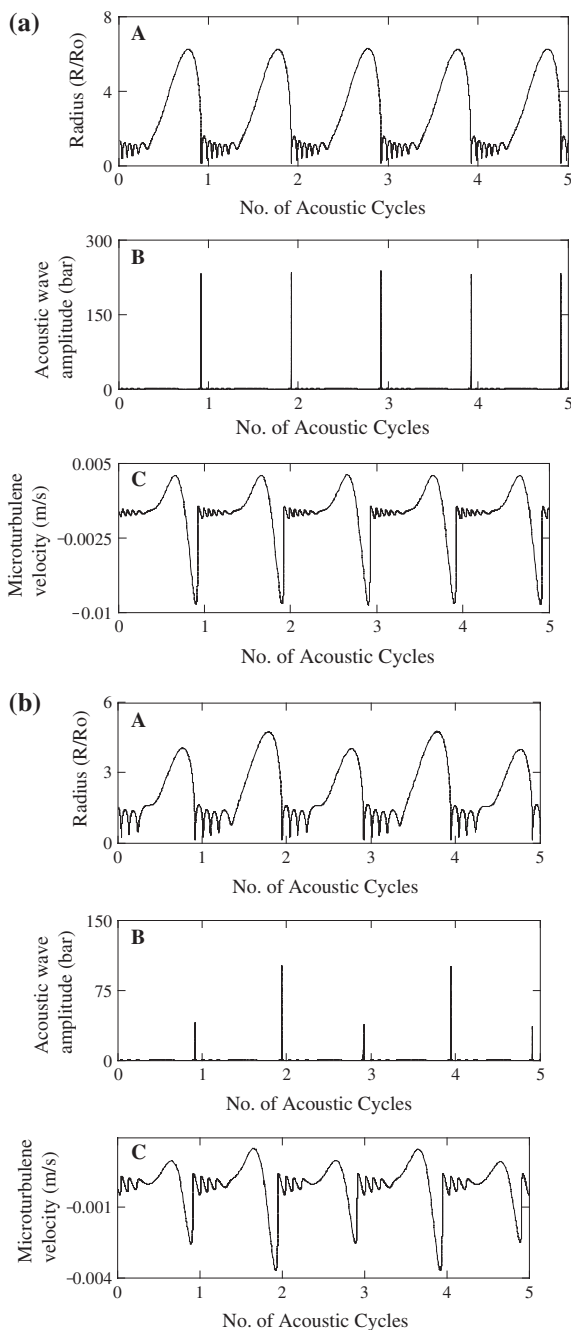 (a)
A
Radius (R/Ro)
8
4
0
0 1 2 3 4 5
No. of Acoustic Cycles
B
Acoustic wave
amplitude (bar)
300
150
0
0 1 2 3 4 5
No. of Acoustic Cycles
C
Microturbulene
velocity (m/s)
0.005
-0.0025
-0.01
0 1 2 3 4 5
No. of Acoustic Cycles
(b)
A
Radius (R/Ro)
6
3
0
0 1 2 3 4 5
No. of Acoustic Cycles
B
Acoustic wave
amplitude (bar)
150
75
0
0 1 2 3 4 5
No. of Acoustic Cycles
C
Microturbulene
velocity (m/s)
-0.001
-0.004
0 1 2 3 4 5
No. of Acoustic Cycles